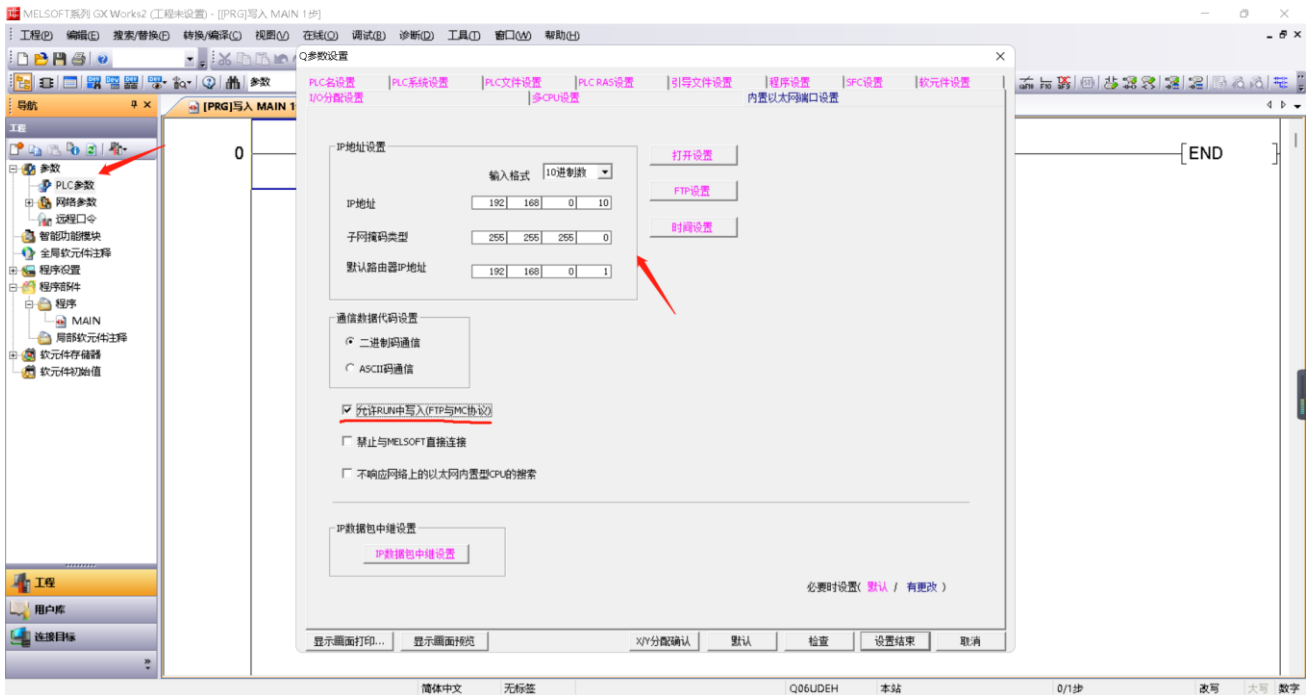 MELSOFT系列 GX Works2 (工程未设置) - [[PRG]写入 MAIN 1步]
工程(P) 编辑(E) 搜索/替换(F) 转换/编译(C) 视图(V) 在线(O) 调试(B) 诊断(D) 工具(T) 窗口(W) 帮助(H)
参数
导航
[PRG]写入 MAIN 1
工程
参数
PLC参数
网络参数
远程口令
智能功能模块
全局软元件注释
程序设置
程序部件
程序
MAIN
局部软元件注释
软元件存储器
软元件初始值
工程
用户库
连接目标
0
END
Q参数设置
PLC名设置 PLC系统设置 PLC文件设置 PLC RAS设置 引导文件设置 程序设置 SFC设置 软元件设置
I/O分配设置 多CPU设置 内置以太网端口设置
IP地址设置
输入格式 10进制数
IP地址 192 168 0 10
子网掩码类型 255 255 255 0
默认路由器IP地址 192 168 0 1
打开设置
FTP设置
时间设置
通信数据代码设置
二进制码通信
ASCII码通信
允许RUN中写入(FTP与MC协议)
禁止与MELSOFT直接连接
不响应网络上的以太网内置型CPU的搜索
IP数据包中继设置
IP数据包中继设置
必要时设置( 默认 / 有更改 )
显示画面打印... 显示画面预览 X/Y分配确认 默认 检查 设置结束 取消
简体中文 无标签 Q06UDEH 本站 0/1步 改写 大写 数字